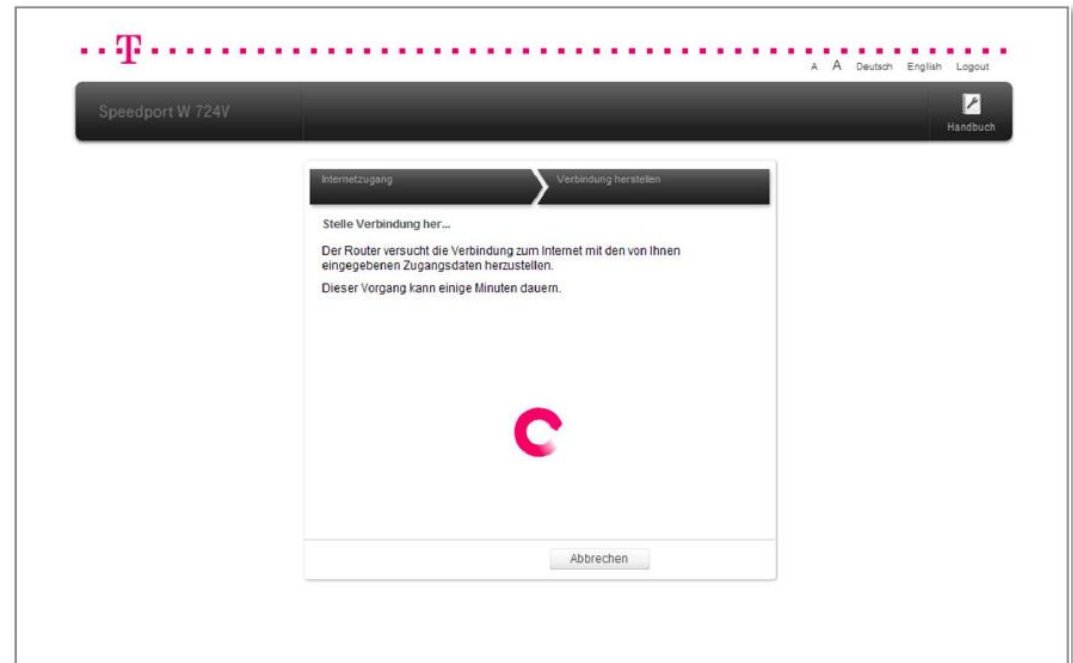 T
A A Deutsch English Logout
Speedport W 724V
Handbuch
Internetzugang Verbindung herstellen
Stelle Verbindung her...
Der Router versucht die Verbindung zum Internet mit den von Ihnen
eingegebenen Zugangsdaten herzustellen.
Dieser Vorgang kann einige Minuten dauern.
Abbrechen